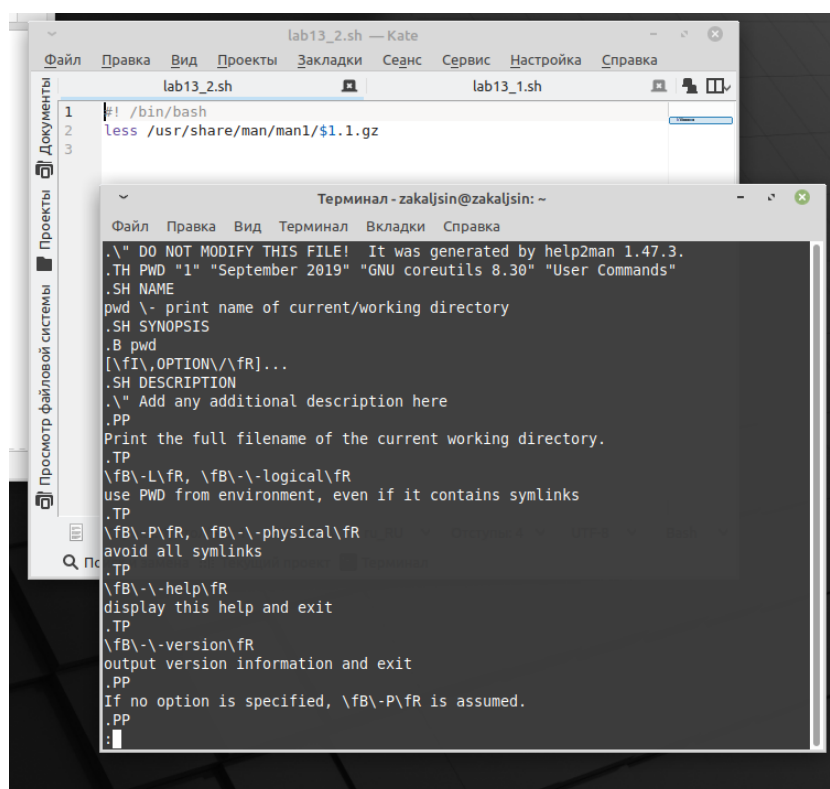 lab13_2.sh — Kate
Файл Правка Вид Проекты Закладки Сеанс Сервис Настройка Справка
lab13_2.sh lab13_1.sh
Документы
Проекты
Просмотр файловой системы
1 #! /bin/bash
2 less /usr/share/man/man1/$1.1.gz
3
Терминал - zakaljsin@zakaljsin: ~
Файл Правка Вид Терминал Вкладки Справка
.\" DO NOT MODIFY THIS FILE!  It was generated by help2man 1.47.3.
.TH PWD "1" "September 2019" "GNU coreutils 8.30" "User Commands"
.SH NAME
pwd \- print name of current/working directory
.SH SYNOPSIS
.B pwd
[\fI\,OPTION\/\fR]...
.SH DESCRIPTION
.\" Add any additional description here
.PP
Print the full filename of the current working directory.
.TP
\fB\-L\fR, \fB\-\-logical\fR
use PWD from environment, even if it contains symlinks
.TP
\fB\-P\fR, \fB\-\-physical\fR
avoid all symlinks
.TP
\fB\-\-help\fR
display this help and exit
.TP
\fB\-\-version\fR
output version information and exit
.PP
If no option is specified, \fB\-P\fR is assumed.
.PP
: